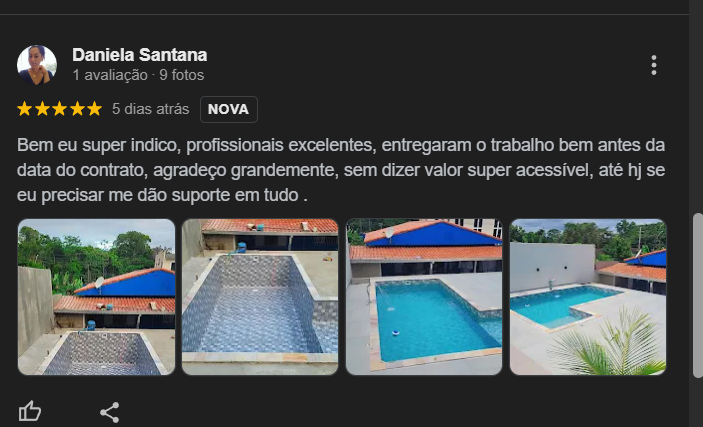 Daniela Santana
1 avaliação · 9 fotos
5 dias atrás NOVA
Bem eu super indico, profissionais excelentes, entregaram o trabalho bem antes da
data do contrato, agradeço grandemente, sem dizer valor super acessível, até hj se
eu precisar me dão suporte em tudo .